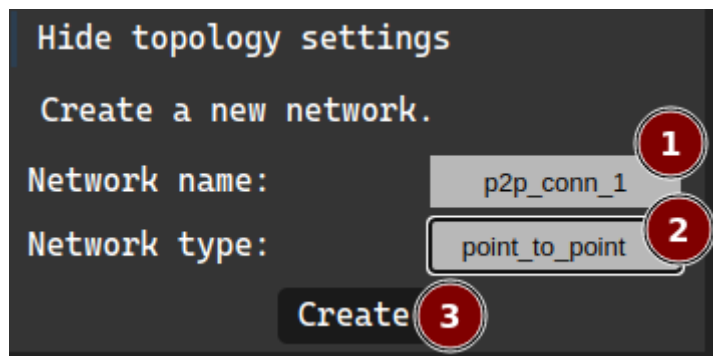 Hide topology settings
Create a new network.
1
Network name: p2p_conn_1
2
Network type: point_to_point
Create 3